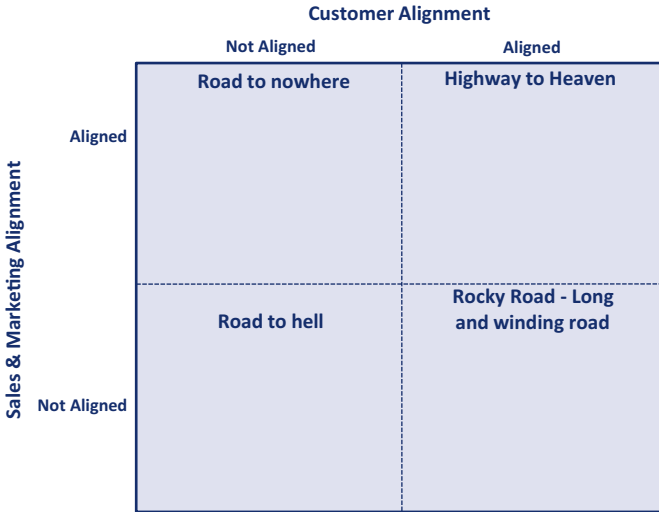 Customer Alignment
Not Aligned
Aligned
Road to nowhere
Highway to Heaven
Aligned
Sales & Marketing Alignment
Rocky Road - Long
and winding road
Road to hell
Not Aligned